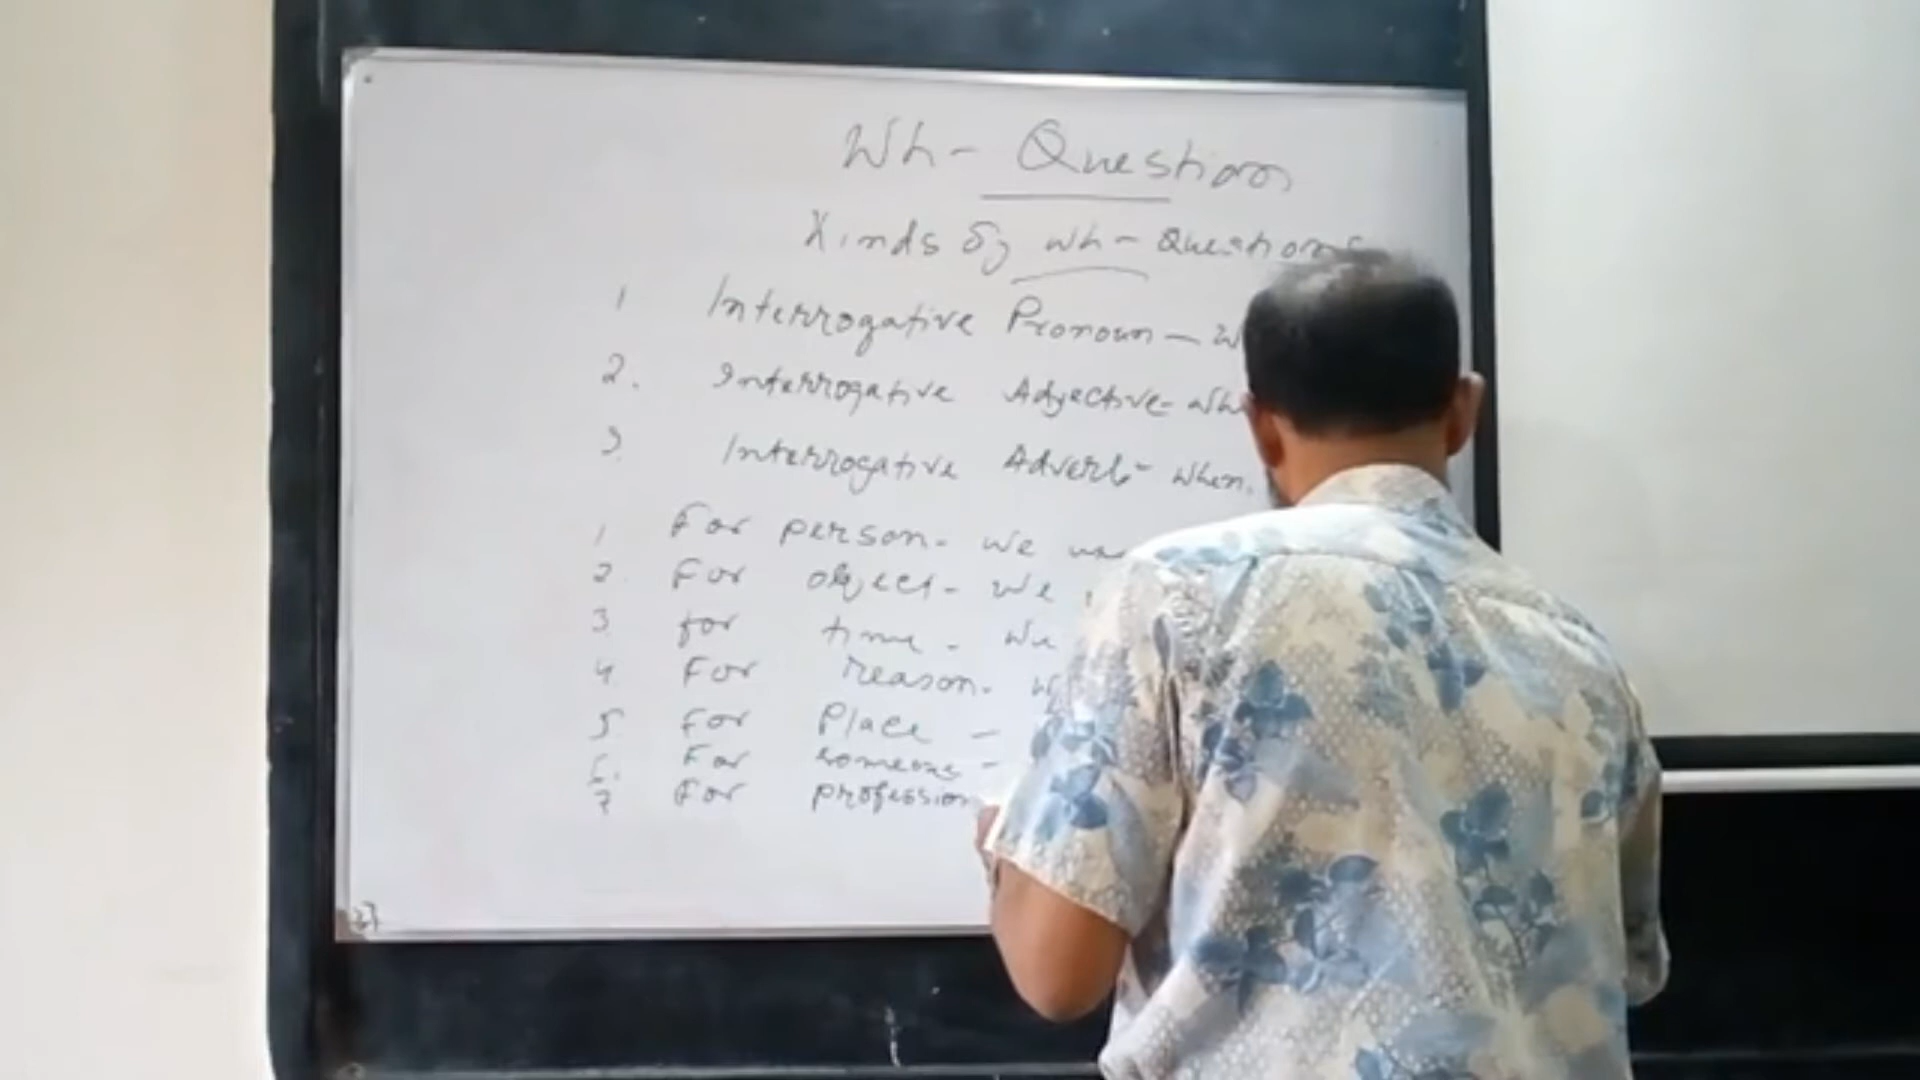 Wh- Question
Kinds of Wh- Questions
1 Interrogative Pronoun - W
2. Interrogative Adjective- Wh
3. Interrogative Adverb- When,
1 For person- We use
2. For object- We
3 for time - We
4 For reason- W
5 For Place -
6. For someone -
7 For profession